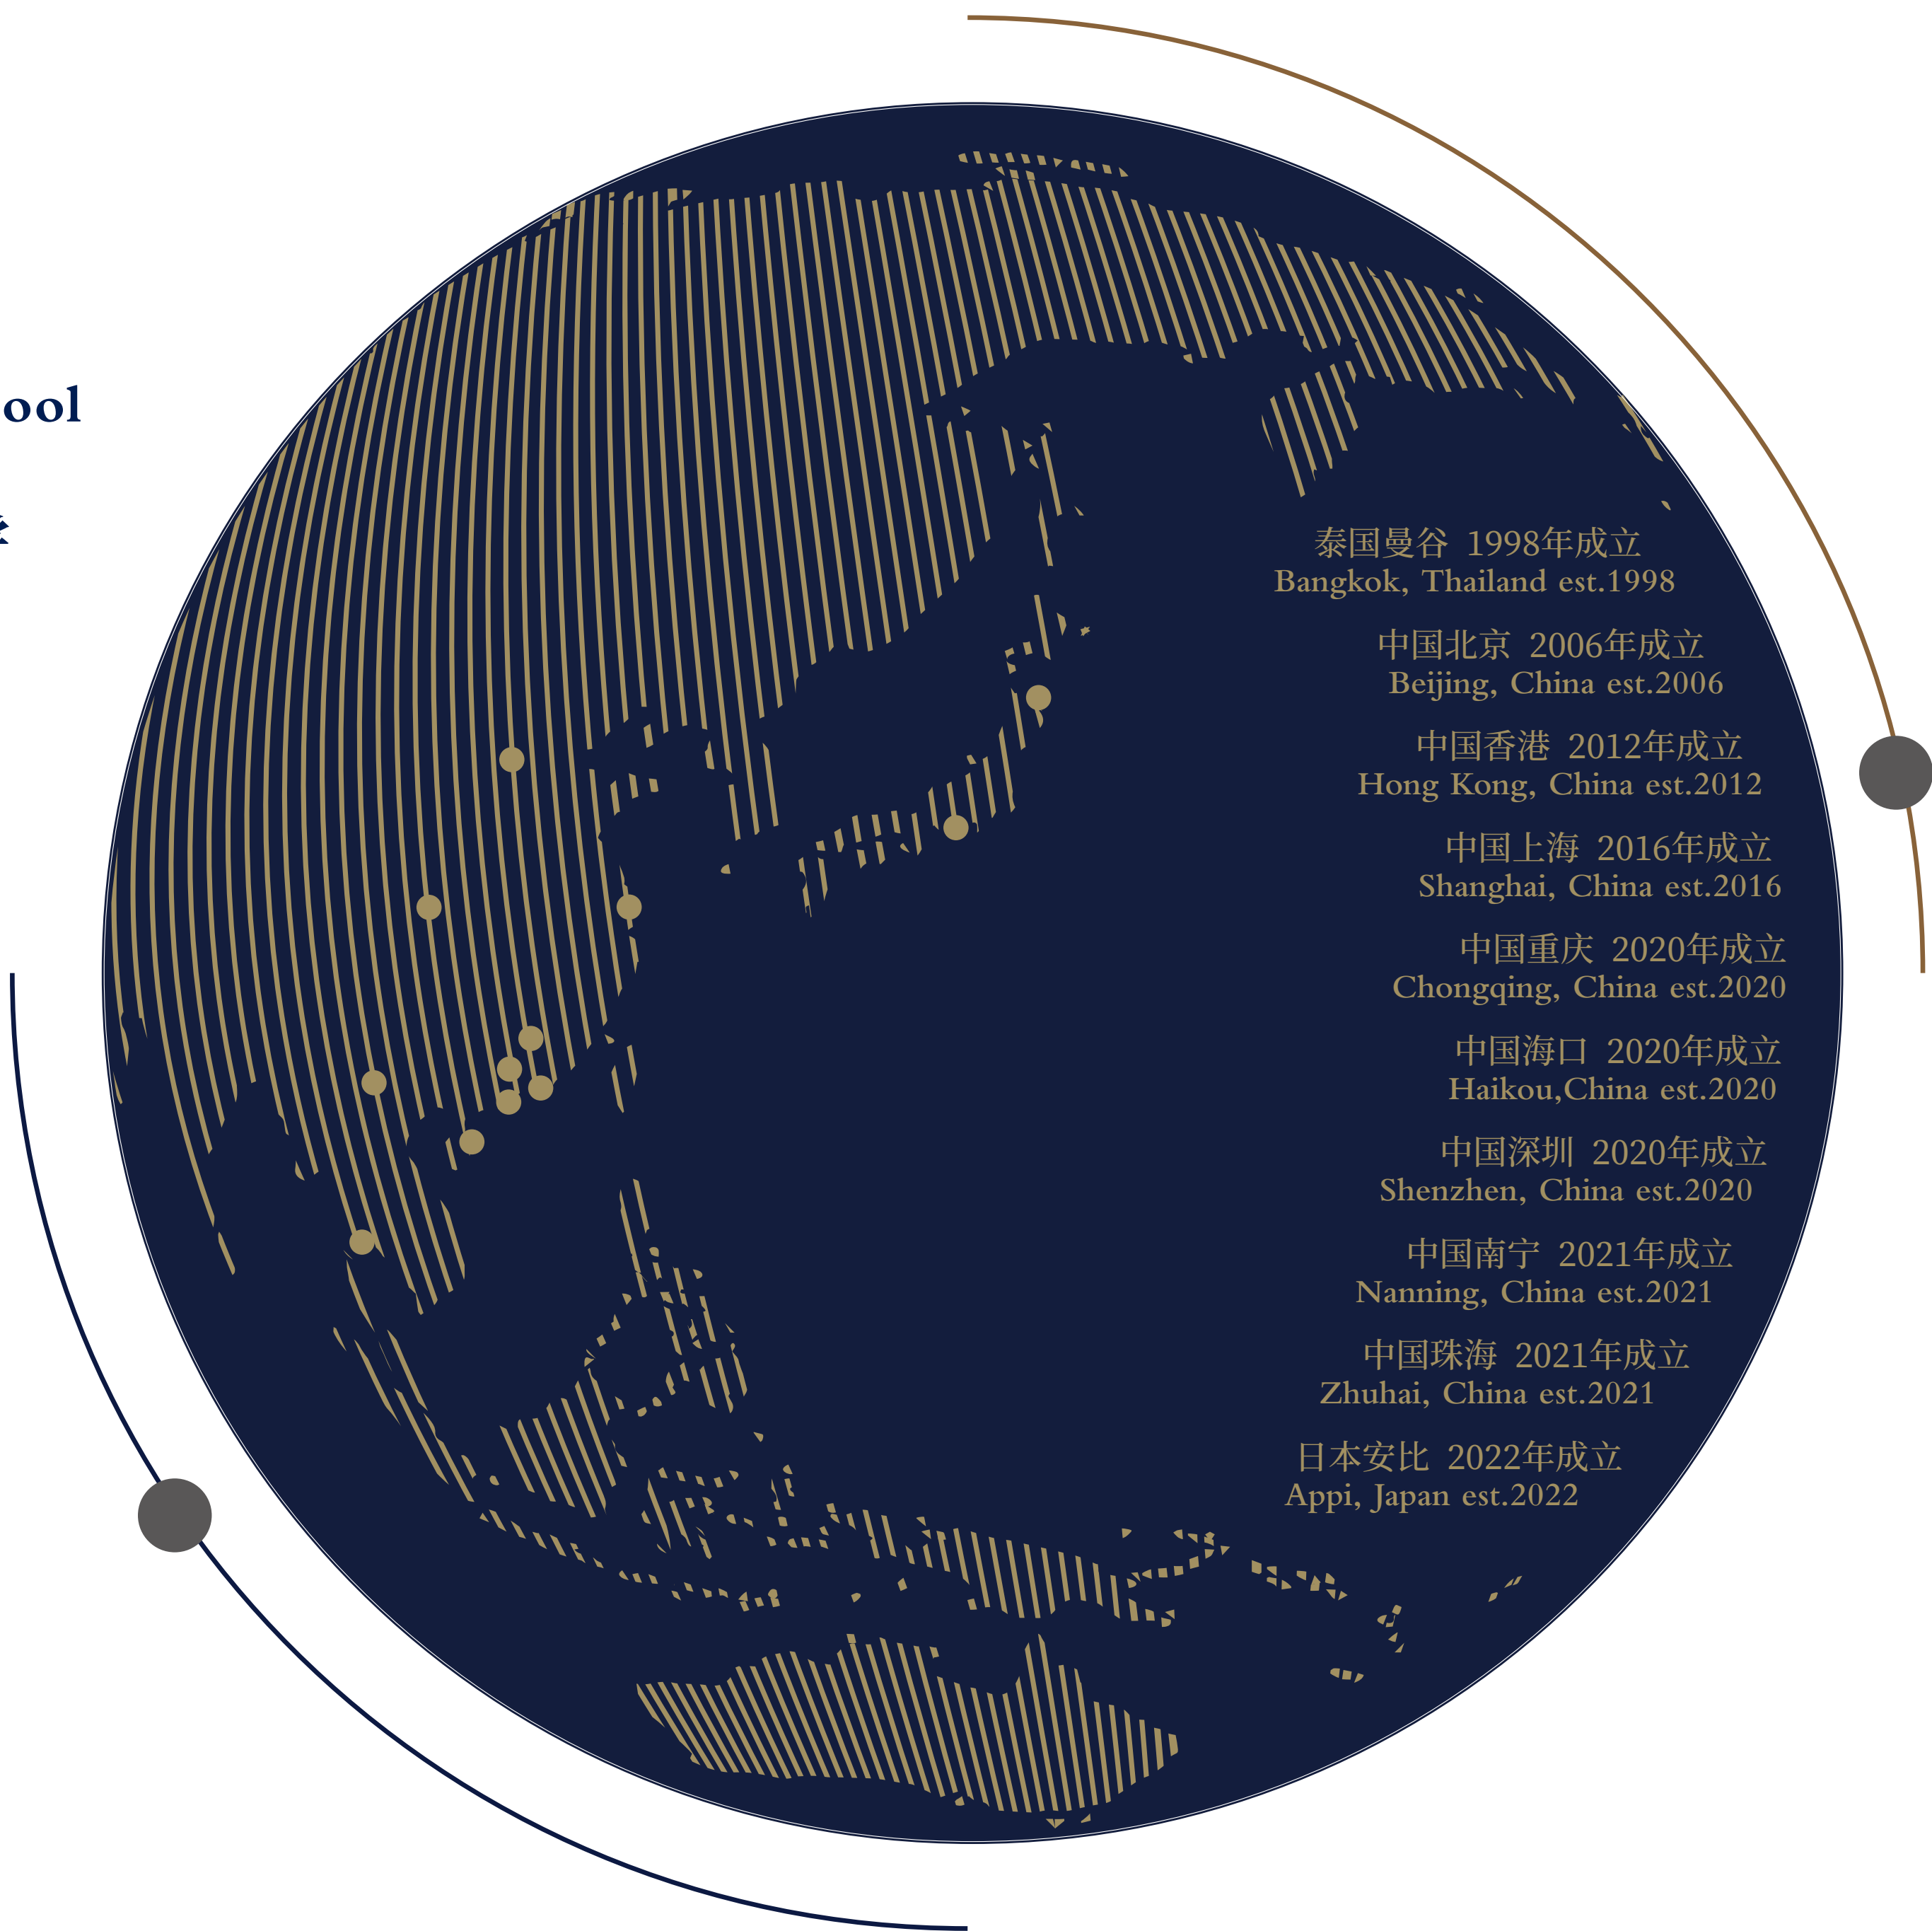 ool
泰国曼谷 1998年成立
Bangkok, Thailand est.1998
中国北京 2006年成立
Beijing, China est.2006
中国香港 2012年成立
Hong Kong, China est.2012
中国上海 2016年成立
Shanghai, China est.2016
中国重庆 2020年成立
Chongqing, China est.2020
中国海口 2020年成立
Haikou,China est.2020
中国深圳 2020年成立
Shenzhen, China est.2020
中国南宁 2021年成立
Nanning, China est.2021
中国珠海 2021年成立
Zhuhai, China est.2021
日本安比 2022年成立
Appi, Japan est.2022